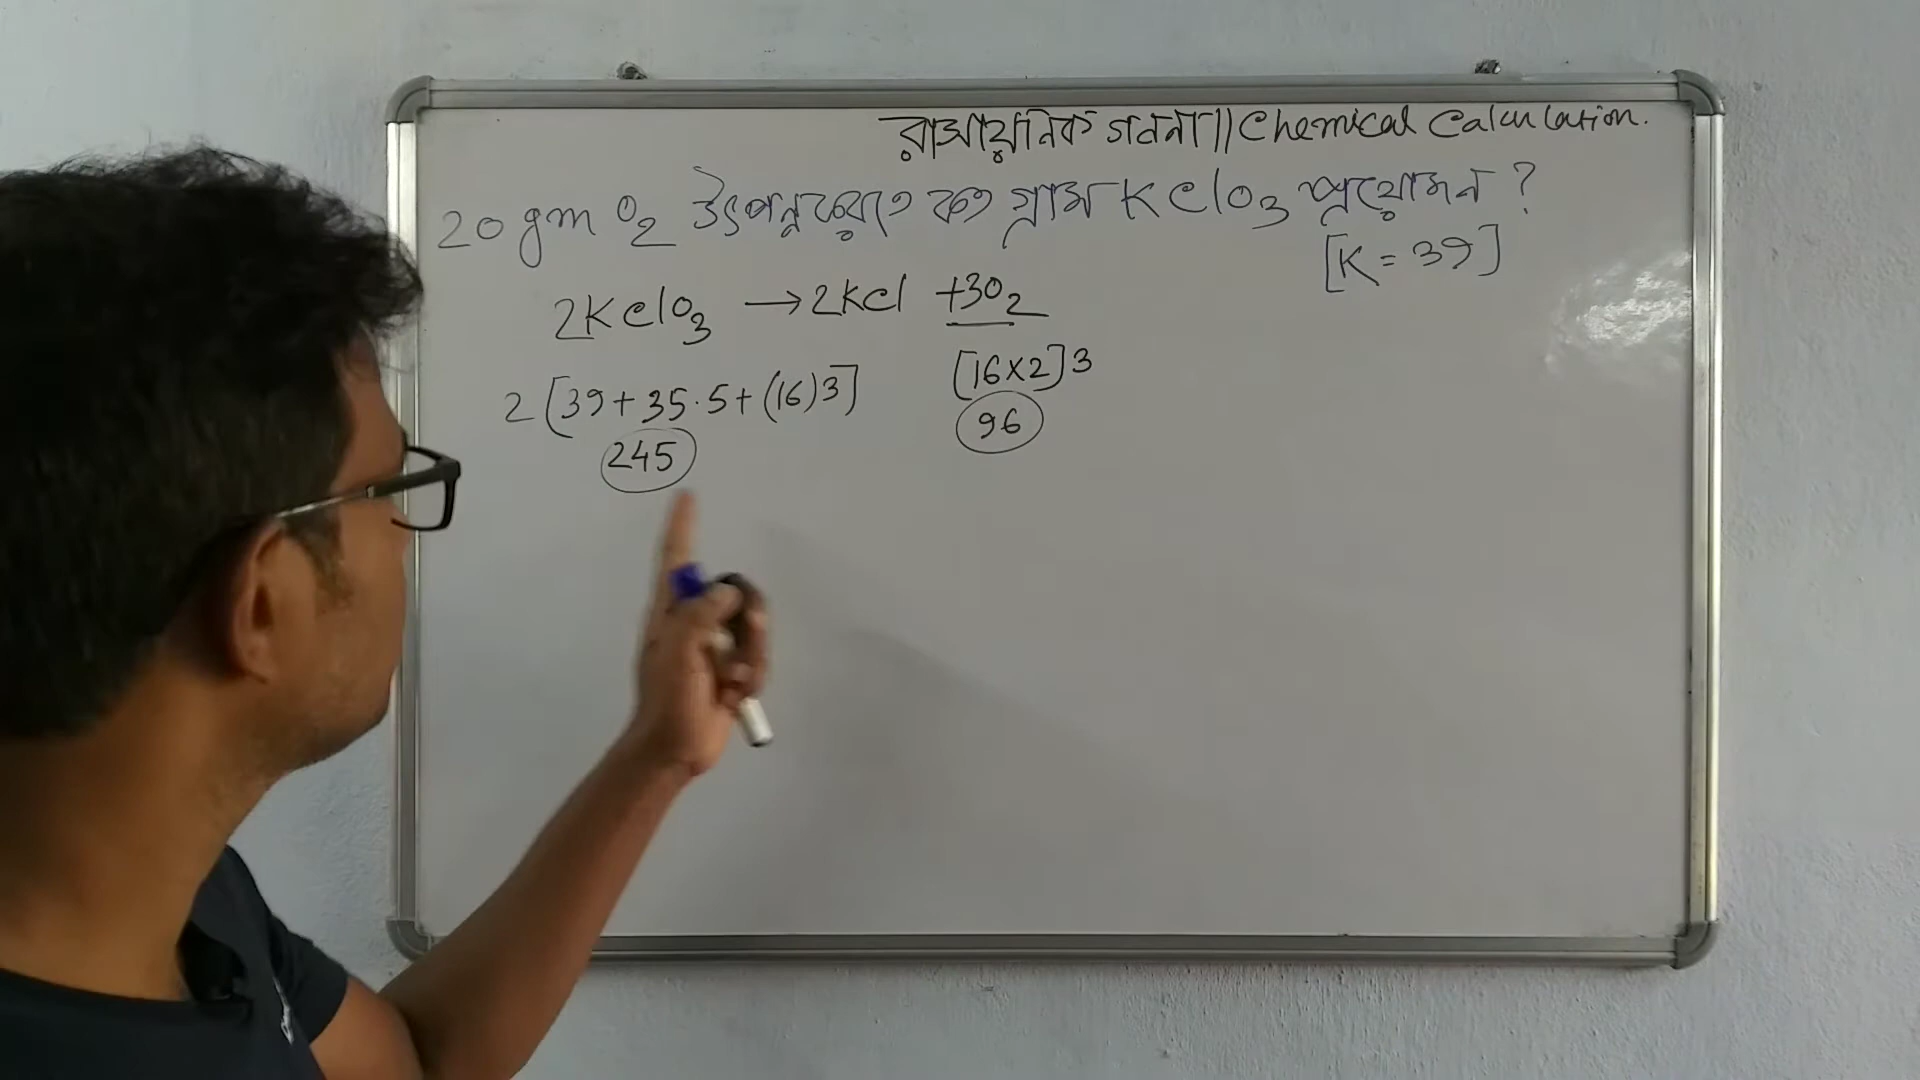 রাসায়নিক গণনা || Chemical Calculation.
20 gm O₂ উৎপন্ন করতে কত গ্রাম KClO₃ প্রয়োজন ?
[K = 39]
2KClO₃ → 2KCl + 3O₂
2 [39 + 35.5 + (16)3] [16×2]3
245 96